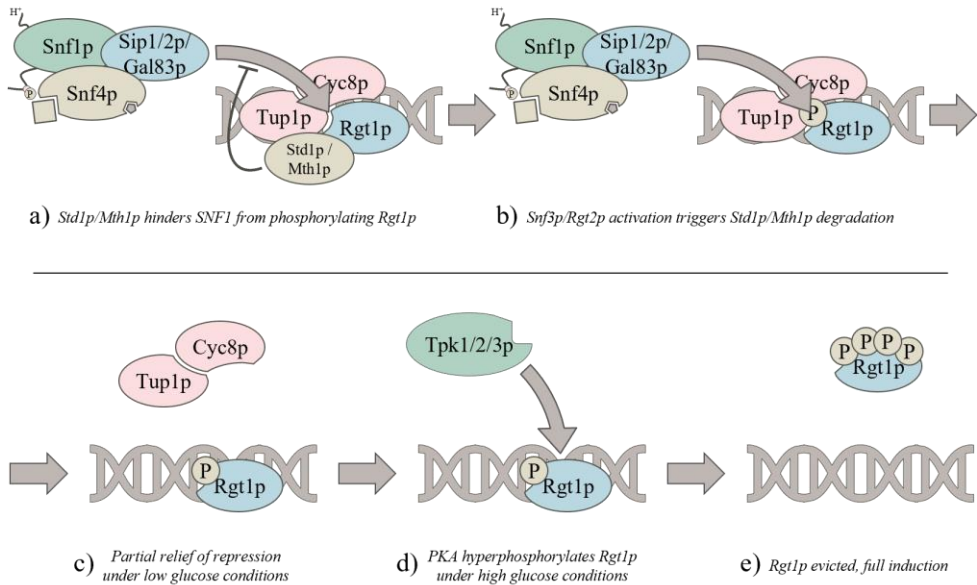 H⁺
Snf1p
Sip1/2p/
Gal83p
P
Snf4p
Cyc8p
Tup1p
Rgt1p
Std1p /
Mth1p
a) Std1p/Mth1p hinders SNF1 from phosphorylating Rgt1p
H⁺
Snf1p
Sip1/2p/
Gal83p
P
Snf4p
Cyc8p
Tup1p
P
Rgt1p
b) Snf3p/Rgt2p activation triggers Std1p/Mth1p degradation
Cyc8p
Tup1p
P
Rgt1p
c) Partial relief of repression
under low glucose conditions
Tpk1/2/3p
P
Rgt1p
d) PKA hyperphosphorylates Rgt1p
under high glucose conditions
P P P P
Rgt1p
e) Rgt1p evicted, full induction